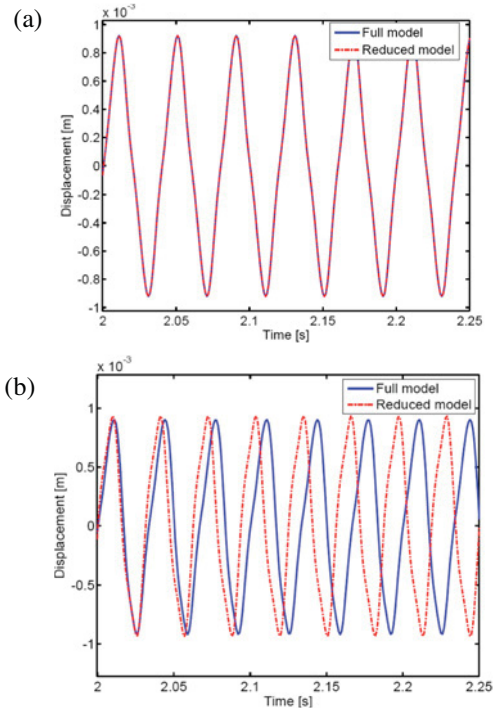 (a)
x 10⁻³
1
0.8
0.6
0.4
0.2
0
-0.2
-0.4
-0.6
-0.8
-1
Displacement [m]
Full model
Reduced model
2 2.05 2.1 2.15 2.2 2.25
Time [s]
(b)
x 10⁻³
1
0.5
0
-0.5
-1
Displacement [m]
Full model
Reduced model
2 2.05 2.1 2.15 2.2 2.25
Time [s]